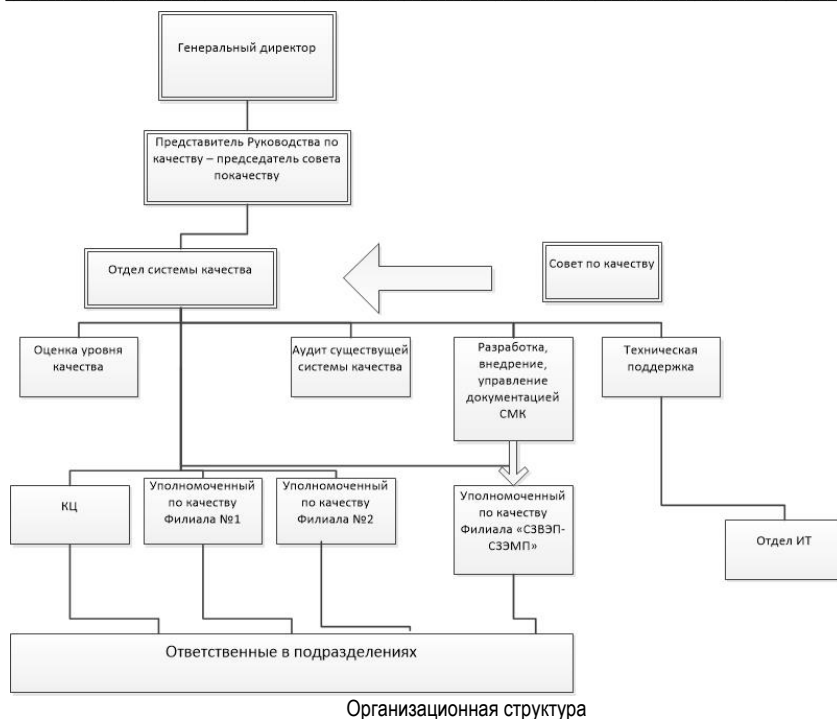 Генеральный директор
Представитель Руководства по
качеству – председатель совета
покачеству
Отдел системы качества
Совет по качеству
Оценка уровня
качества
Аудит существущей
системы качества
Разработка,
внедрение,
управление
документацией
СМК
Техническая
поддержка
КЦ
Уполномоченный
по качеству
Филиала №1
Уполномоченный
по качеству
Филиала №2
Уполномоченный
по качеству
Филиала «СЗВЭП-
СЗЭМП»
Отдел ИТ
Ответственные в подразделениях
Организационная структура